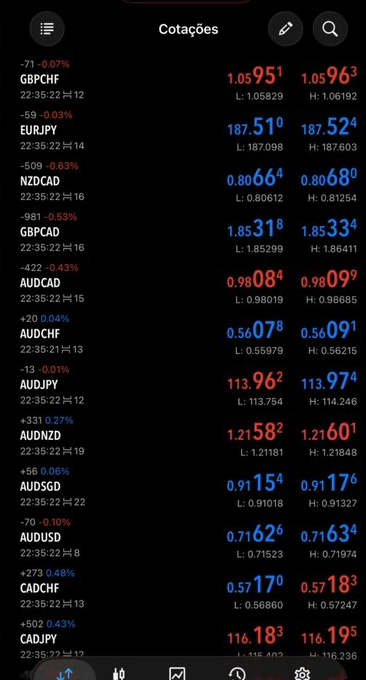 Cotações
-71 -0.07%
GBPCHF 1.05951 1.05963
22:35:22 12 L: 1.05829 H: 1.06192
-59 -0.03%
EURJPY 187.510 187.524
22:35:22 14 L: 187.098 H: 187.603
-509 -0.63%
NZDCAD 0.80664 0.80680
22:35:22 16 L: 0.80612 H: 0.81254
-981 -0.53%
GBPCAD 1.85318 1.85334
22:35:22 16 L: 1.85299 H: 1.86411
-422 -0.43%
AUDCAD 0.98084 0.98099
22:35:22 15 L: 0.98019 H: 0.98685
+20 0.04%
AUDCHF 0.56078 0.56091
22:35:21 13 L: 0.55979 H: 0.56215
-13 -0.01%
AUDJPY 113.962 113.974
22:35:22 12 L: 113.754 H: 114.246
+331 0.27%
AUDNZD 1.21582 1.21601
22:35:22 19 L: 1.21181 H: 1.21848
+56 0.06%
AUDSGD 0.91154 0.91176
22:35:22 22 L: 0.91018 H: 0.91327
-70 -0.10%
AUDUSD 0.71626 0.71634
22:35:22 8 L: 0.71523 H: 0.71974
+273 0.48%
CADCHF 0.57170 0.57183
22:35:22 13 L: 0.56860 H: 0.57247
+502 0.43%
CADJPY 116.183 116.195
22:35:22 12 L: 115.402 H: 116.236